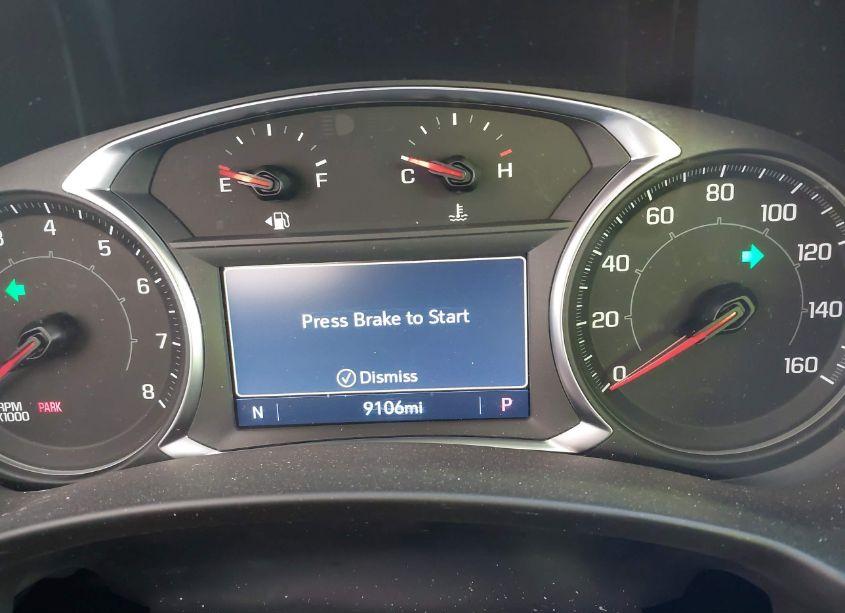 E F
C H
3 4 5 6 7 8
RPM
X1000
PARK
Press Brake to Start
Dismiss
N 9106mi P
0 20 40 60 80 100 120 140 160